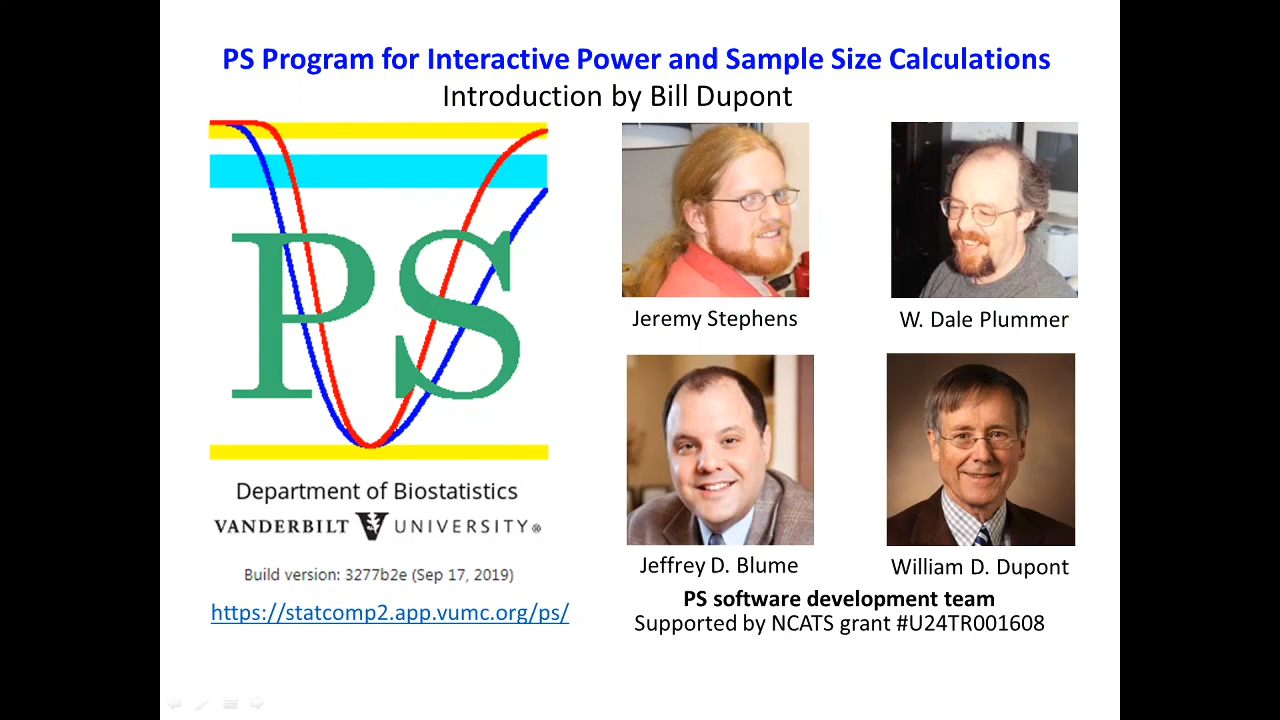 PS Program for Interactive Power and Sample Size Calculations
Introduction by Bill Dupont
PS
Department of Biostatistics
VANDERBILT V UNIVERSITY®
Build version: 3277b2e (Sep 17, 2019)
https://statcomp2.app.vumc.org/ps/
Jeremy Stephens
W. Dale Plummer
Jeffrey D. Blume
William D. Dupont
PS software development team
Supported by NCATS grant #U24TR001608